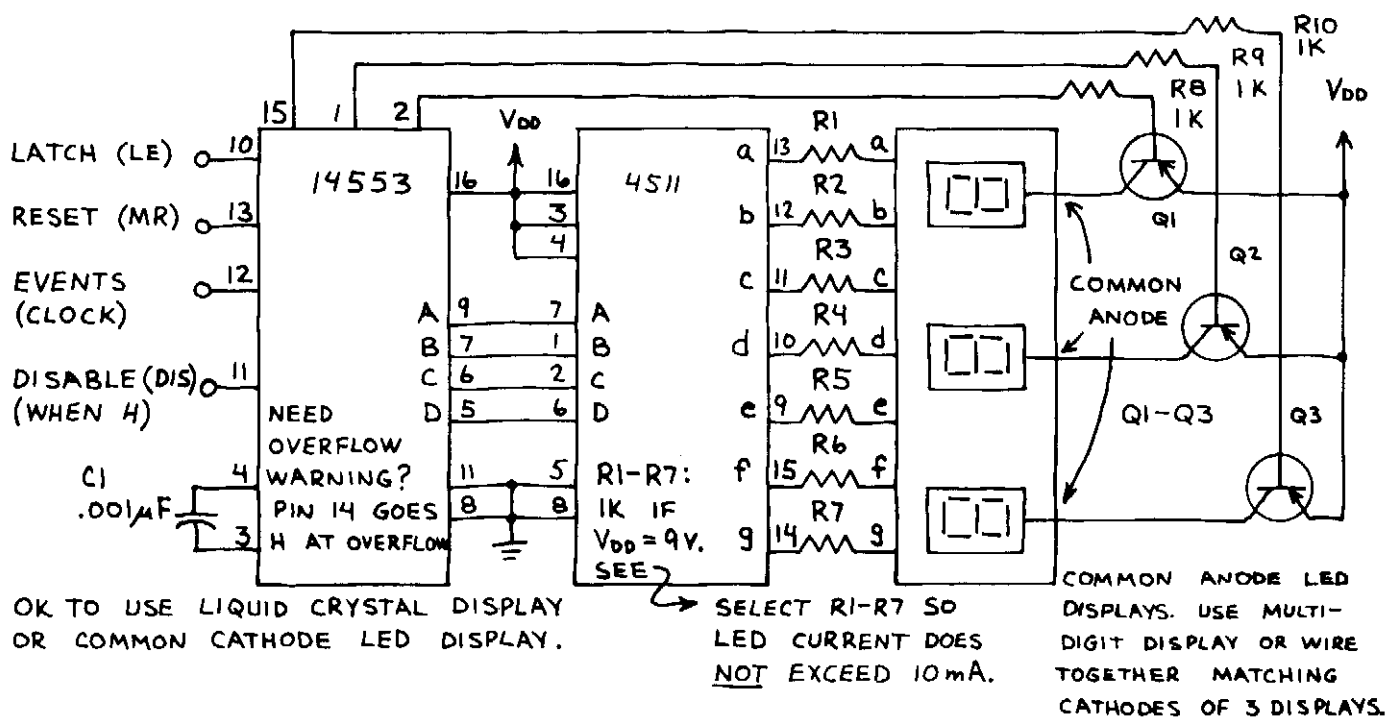 R10
1K
R9
1K
R8
1K
VDD
15 1 2
VDD
LATCH (LE) 10
14553
16
16
4511
3
4
RESET (MR) 13
EVENTS 12
(CLOCK)
DISABLE (DIS) 11
(WHEN H)
A 9 7 A
B 7 1 B
C 6 2 C
D 5 6 D
NEED
OVERFLOW
WARNING?
PIN 14 GOES
H AT OVERFLOW
C1
.001µF
4
3
11 5
8 8
R1-R7:
1K IF
VDD = 9V.
SEE
R1
a 13 a
R2
b 12 b
R3
c 11 c
R4
d 10 d
R5
e 9 e
R6
f 15 f
R7
g 14 g
Q1
Q2
COMMON
ANODE
Q1-Q3
Q3
OK TO USE LIQUID CRYSTAL DISPLAY
OR COMMON CATHODE LED DISPLAY.
SELECT R1-R7 SO
LED CURRENT DOES
NOT EXCEED 10mA.
COMMON ANODE LED
DISPLAYS. USE MULTI-
DIGIT DISPLAY OR WIRE
TOGETHER MATCHING
CATHODES OF 3 DISPLAYS.